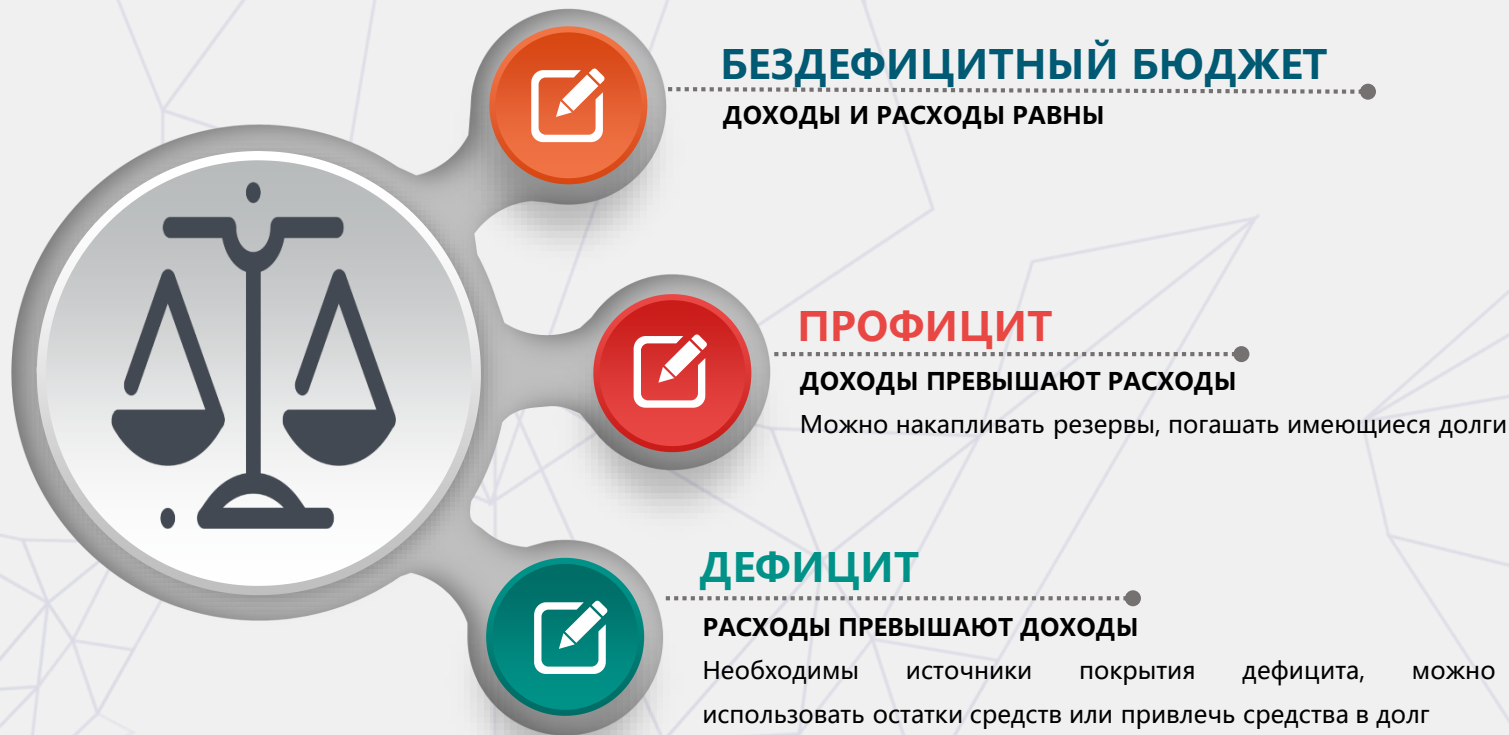 БЕЗДЕФИЦИТНЫЙ БЮДЖЕТ
ДОХОДЫ И РАСХОДЫ РАВНЫ
ПРОФИЦИТ
ДОХОДЫ ПРЕВЫШАЮТ РАСХОДЫ
Можно накапливать резервы, погашать имеющиеся долги
ДЕФИЦИТ
РАСХОДЫ ПРЕВЫШАЮТ ДОХОДЫ
Необходимы источники покрытия дефицита, можно
использовать остатки средств или привлечь средства в долг